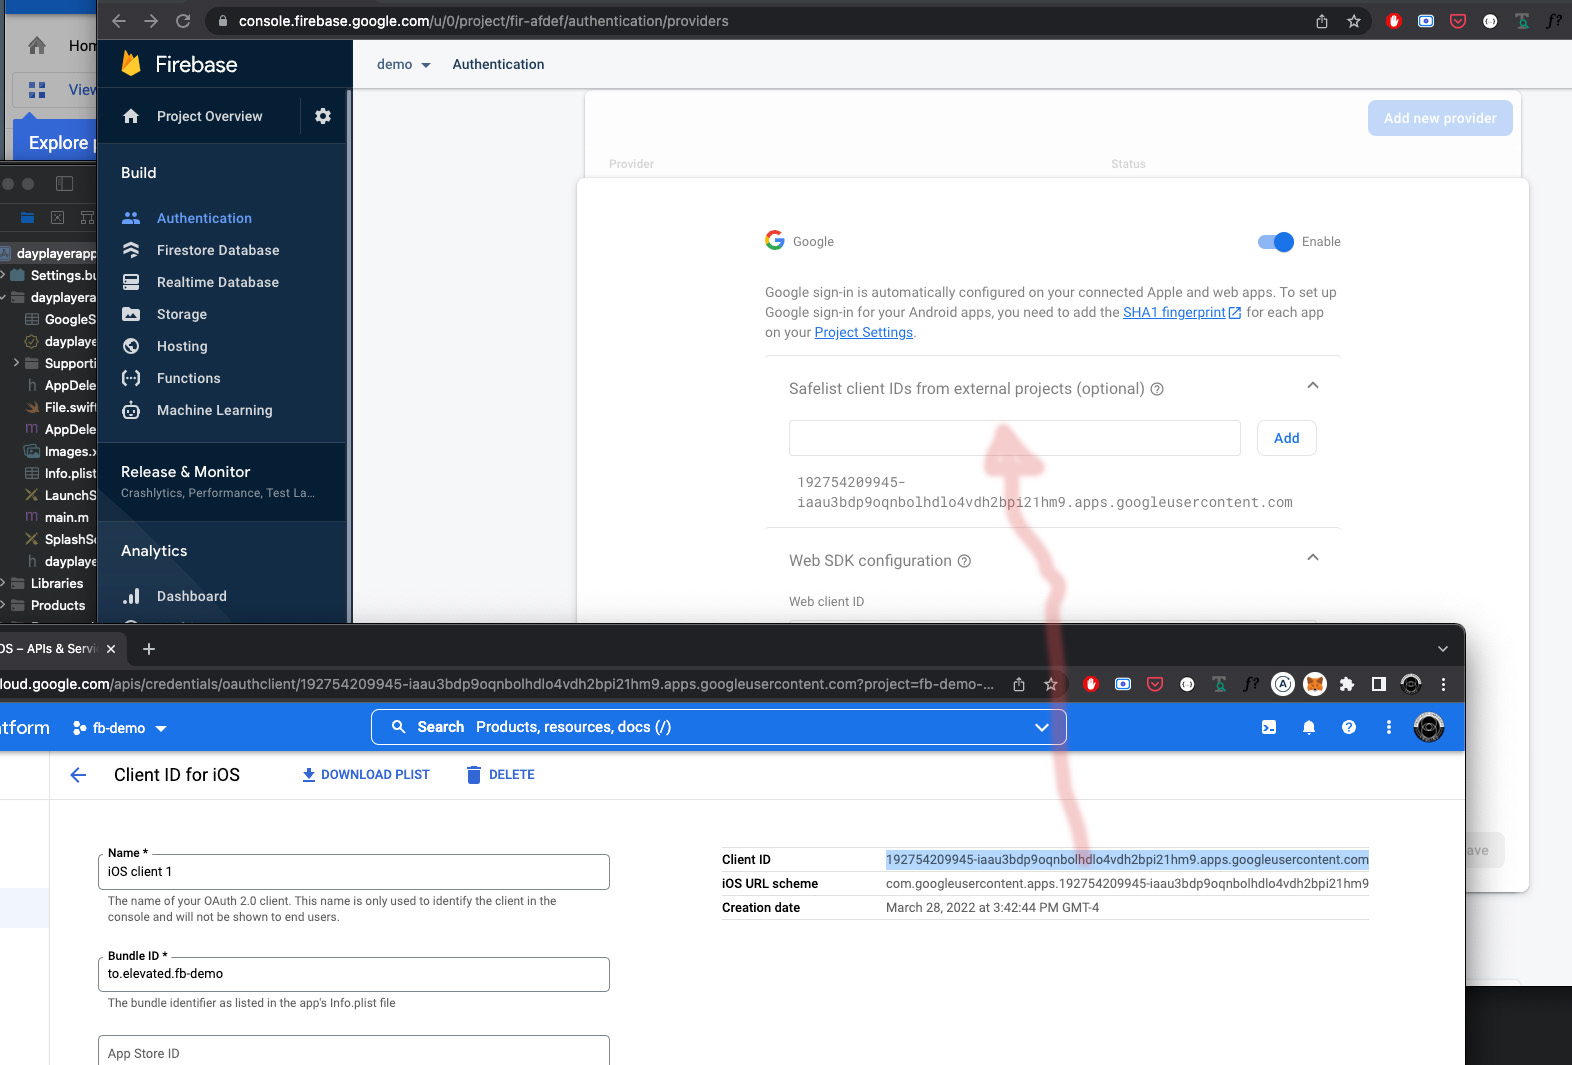 console.firebase.google.com/u/0/project/fir-afdef/authentication/providers
Hom
View
Explore p
Firebase
demo
Authentication
Project Overview
Add new provider
Provider
Status
Build
Authentication
Firestore Database
Realtime Database
Storage
Hosting
Functions
Machine Learning
Release & Monitor
Crashlytics, Performance, Test La...
Analytics
Dashboard
dayplayerapp
Settings.bu
dayplayera
GoogleS
dayplaye
Supporti
h AppDele
File.swift
m AppDele
Images.x
Info.plist
LaunchS
m main.m
SplashSc
h dayplaye
Libraries
Products
Google
Enable
Google sign-in is automatically configured on your connected Apple and web apps. To set up
Google sign-in for your Android apps, you need to add the SHA1 fingerprint for each app
on your Project Settings.
Safelist client IDs from external projects (optional)
Add
192754209945-
iaau3bdp9oqnbolhdlo4vdh2bpi21hm9.apps.googleusercontent.com
Web SDK configuration
Web client ID
ave
OS – APIs & Servi
loud.google.com/apis/credentials/oauthclient/192754209945-iaau3bdp9oqnbolhdlo4vdh2bpi21hm9.apps.googleusercontent.com?project=fb-demo-...
f?
tform
fb-demo
Search Products, resources, docs (/)
Client ID for iOS
DOWNLOAD PLIST
DELETE
Name *
iOS client 1
The name of your OAuth 2.0 client. This name is only used to identify the client in the
console and will not be shown to end users.
Bundle ID *
to.elevated.fb-demo
The bundle identifier as listed in the app's Info.plist file
App Store ID
Client ID 192754209945-iaau3bdp9oqnbolhdlo4vdh2bpi21hm9.apps.googleusercontent.com
iOS URL scheme com.googleusercontent.apps.192754209945-iaau3bdp9oqnbolhdlo4vdh2bpi21hm9
Creation date March 28, 2022 at 3:42:44 PM GMT-4